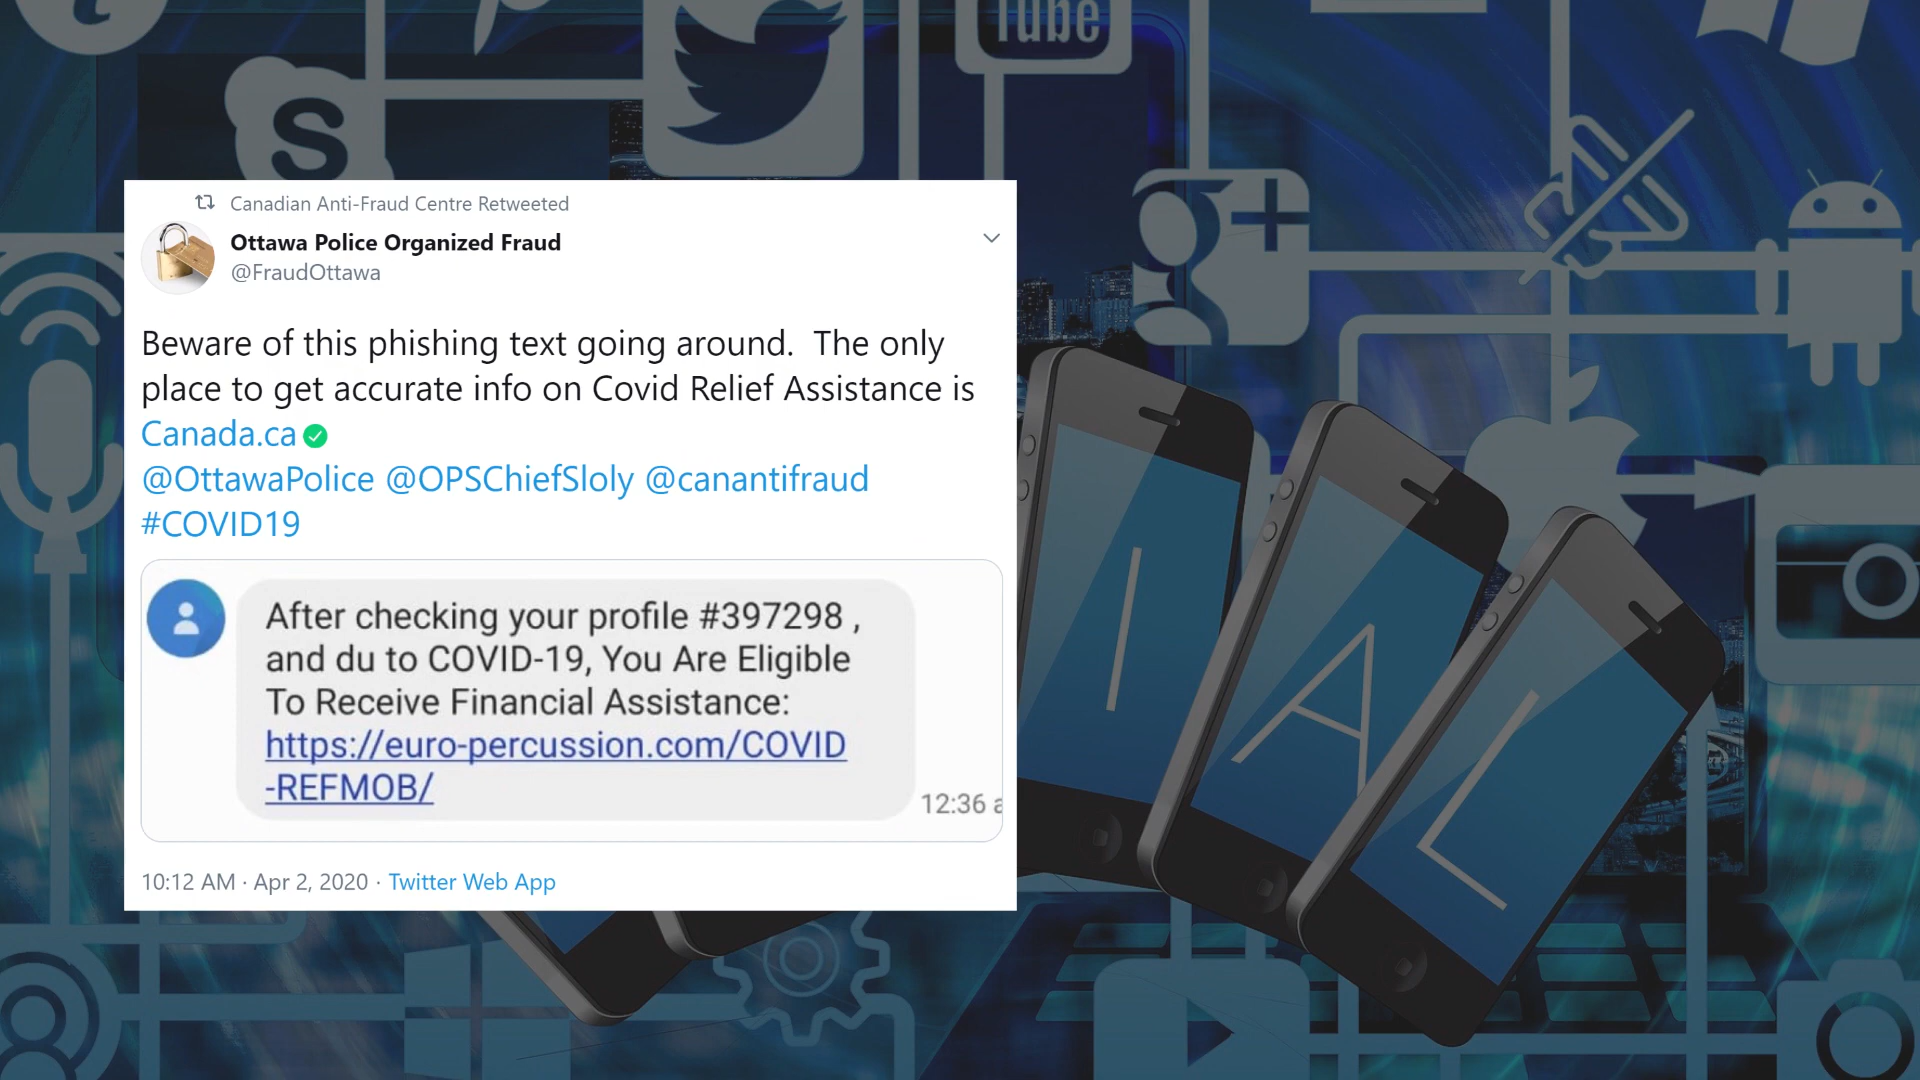 Tube
S
Canadian Anti-Fraud Centre Retweeted
Ottawa Police Organized Fraud
@FraudOttawa
Beware of this phishing text going around.  The only
place to get accurate info on Covid Relief Assistance is
Canada.ca
@OttawaPolice @OPSChiefSloly @canantifraud
#COVID19
After checking your profile #397298 ,
and du to COVID-19, You Are Eligible
To Receive Financial Assistance:
https://euro-percussion.com/COVID
-REFMOB/
12:36 a
10:12 AM · Apr 2, 2020 · Twitter Web App
I
A
L